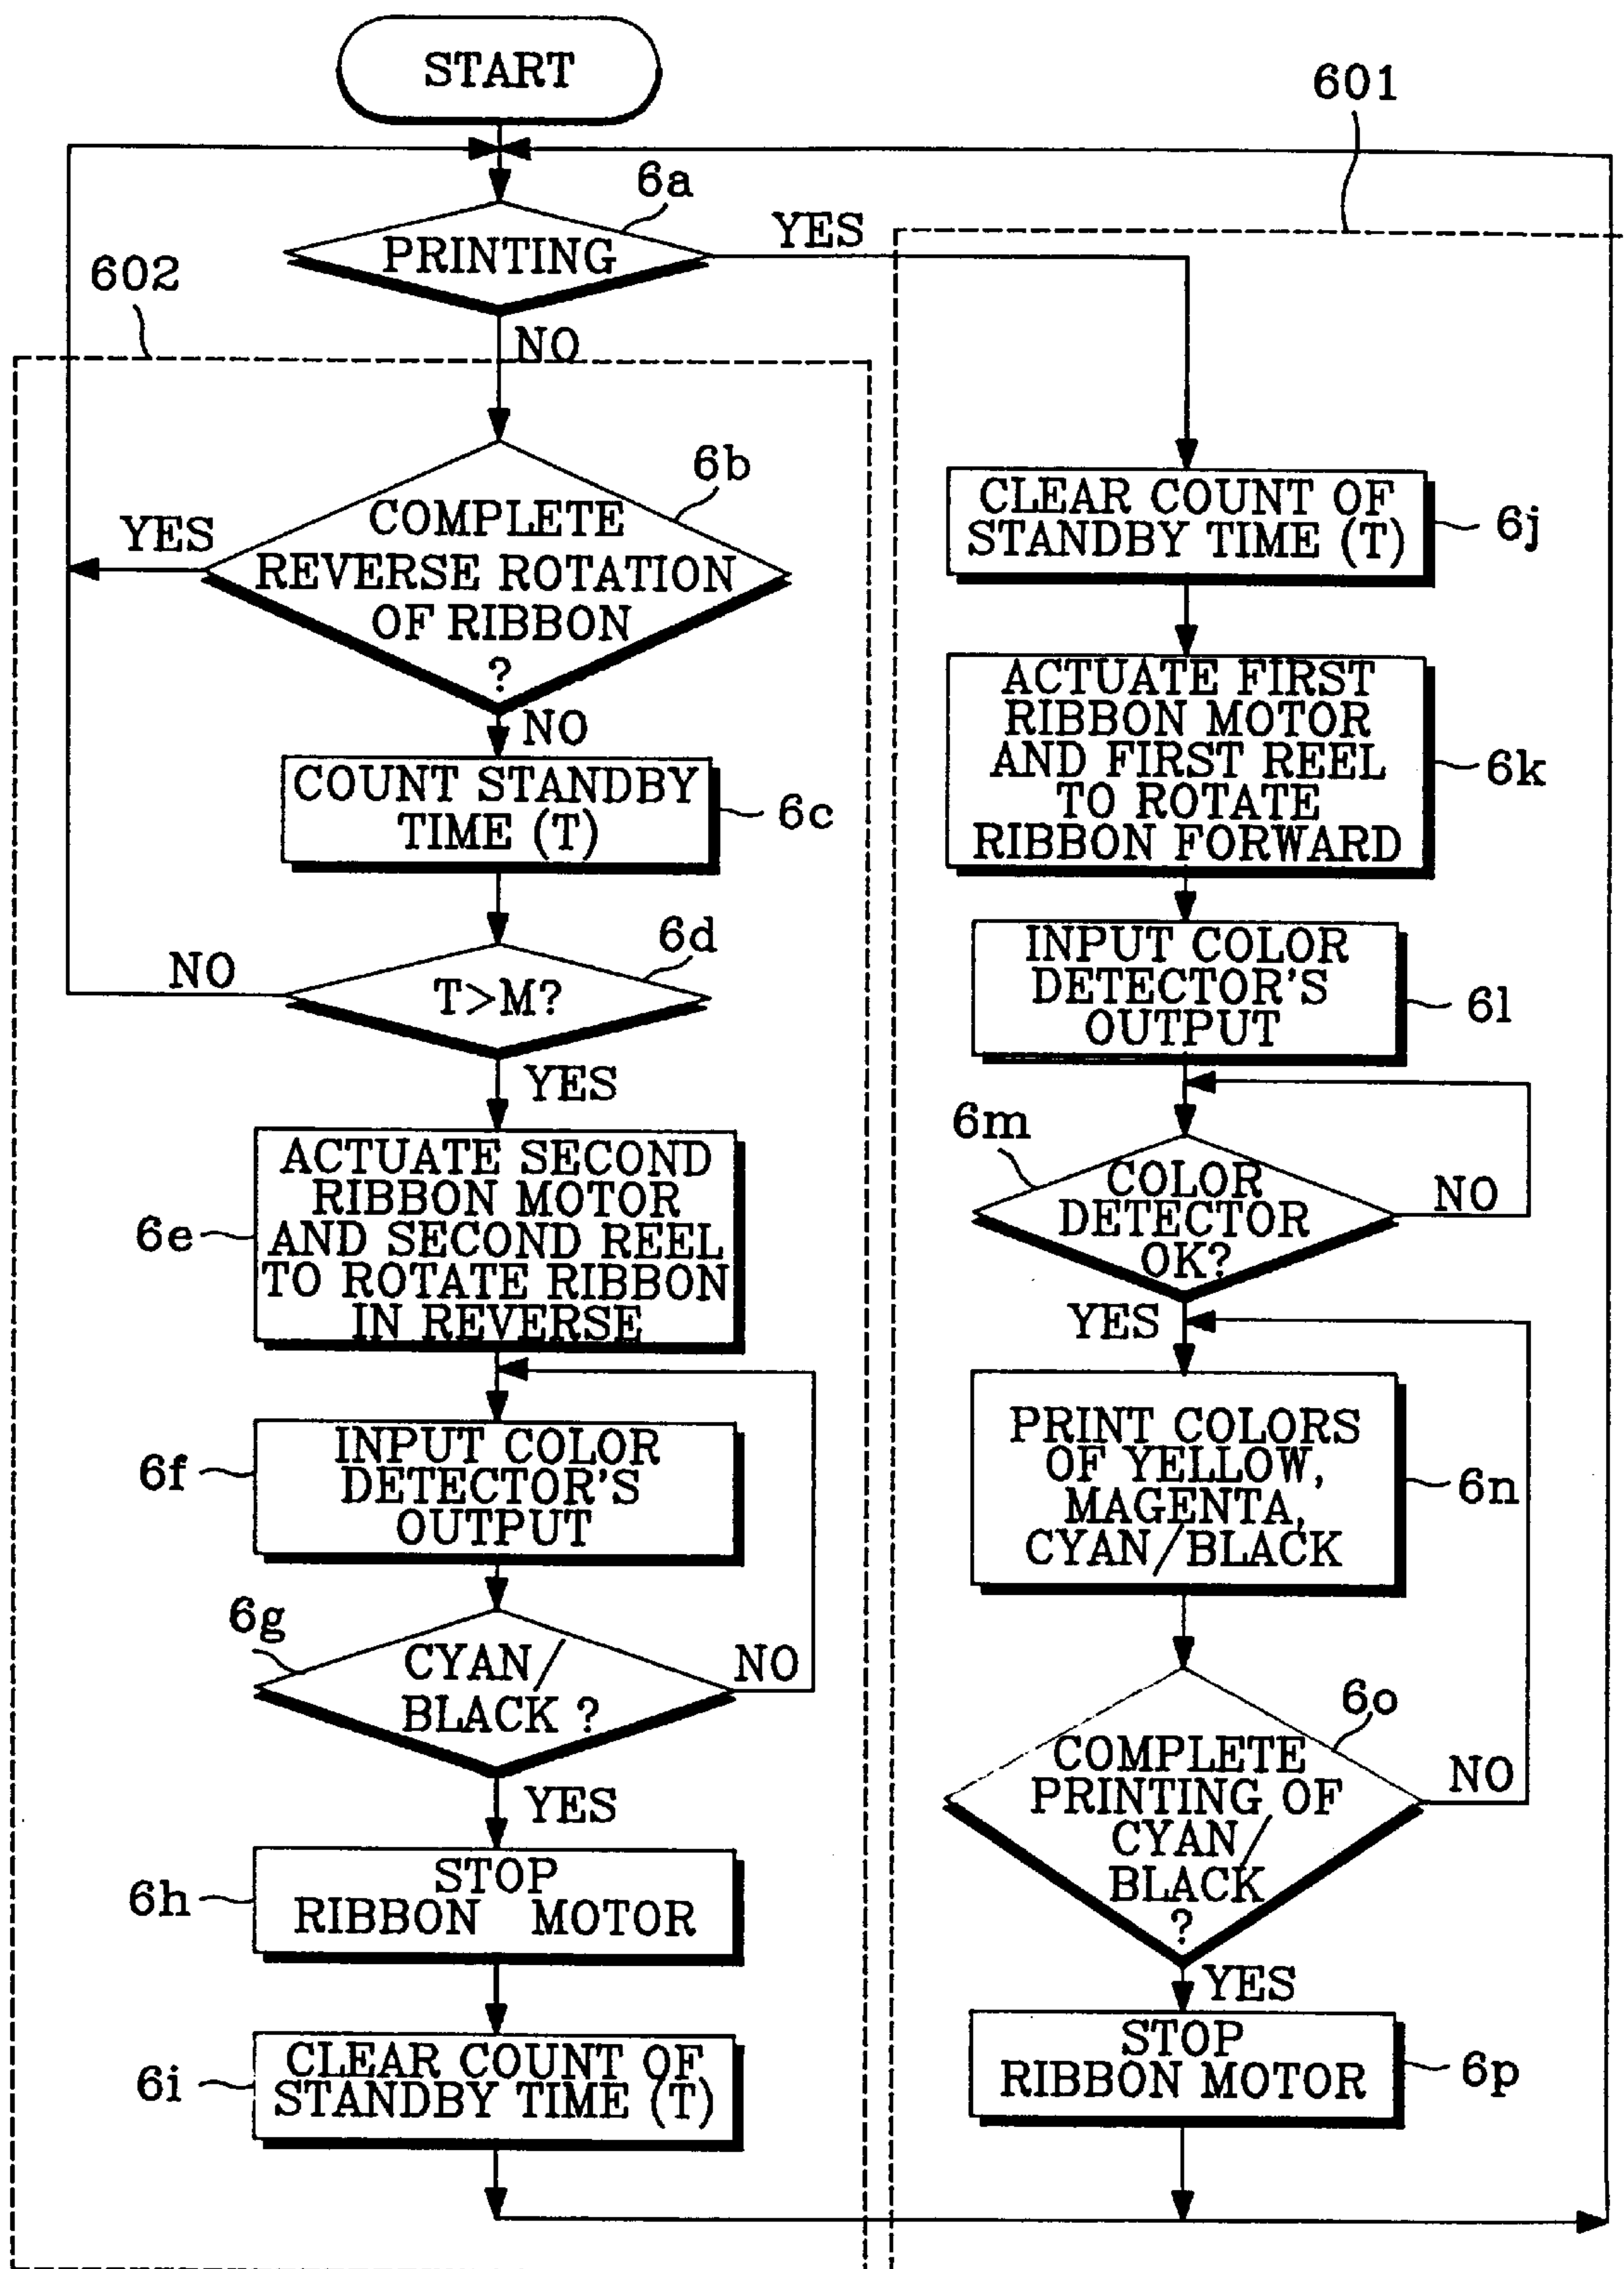 START
601
6a
PRINTING
YES
602
NO
6b
COMPLETE
REVERSE ROTATION
OF RIBBON
?
YES
NO
COUNT STANDBY
TIME (T)
6c
6d
T>M?
NO
YES
ACTUATE SECOND
RIBBON MOTOR
AND SECOND REEL
TO ROTATE RIBBON
IN REVERSE
6e
INPUT COLOR
DETECTOR'S
OUTPUT
6f
6g
CYAN/
BLACK ?
NO
YES
STOP
RIBBON MOTOR
6h
CLEAR COUNT OF
STANDBY TIME (T)
6i
CLEAR COUNT OF
STANDBY TIME (T)
6j
ACTUATE FIRST
RIBBON MOTOR
AND FIRST REEL
TO ROTATE
RIBBON FORWARD
6k
INPUT COLOR
DETECTOR'S
OUTPUT
6l
6m
COLOR
DETECTOR
OK?
NO
YES
PRINT COLORS
OF YELLOW,
MAGENTA,
CYAN/BLACK
6n
6o
COMPLETE
PRINTING OF
CYAN/
BLACK
?
NO
YES
STOP
RIBBON MOTOR
6p